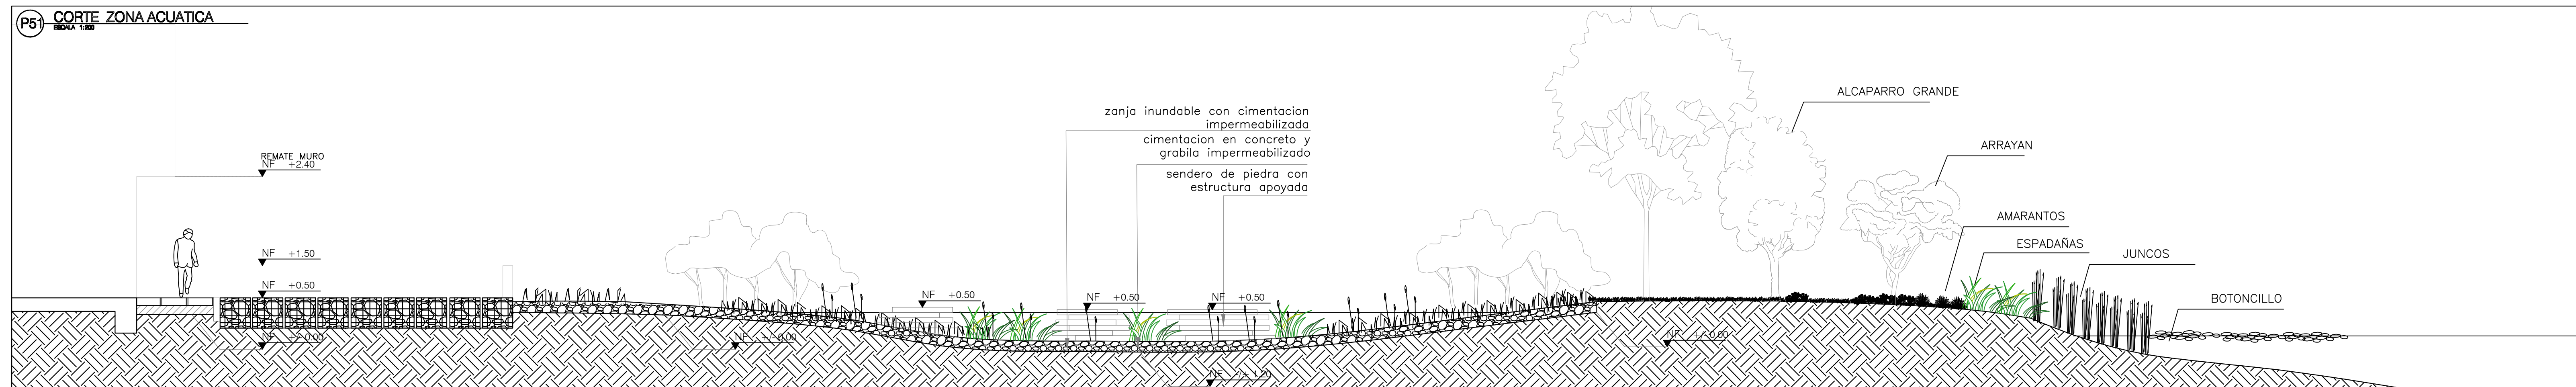 P51 CORTE ZONA ACUATICA
ESCALA 1:200
REMATE MURO
NF +2.40
NF +1.50
NF +0.50
NF +-0.00
NF +/-0.00
zanja inundable con cimentacion
impermeabilizada
cimentacion en concreto y
grabila impermeabilizado
sendero de piedra con
estructura apoyada
NF +0.50
NF +0.50
NF +0.50
NF -/+ 1.20
NF +/-0.00
ALCAPARRO GRANDE
ARRAYAN
AMARANTOS
ESPADAÑAS
JUNCOS
BOTONCILLO